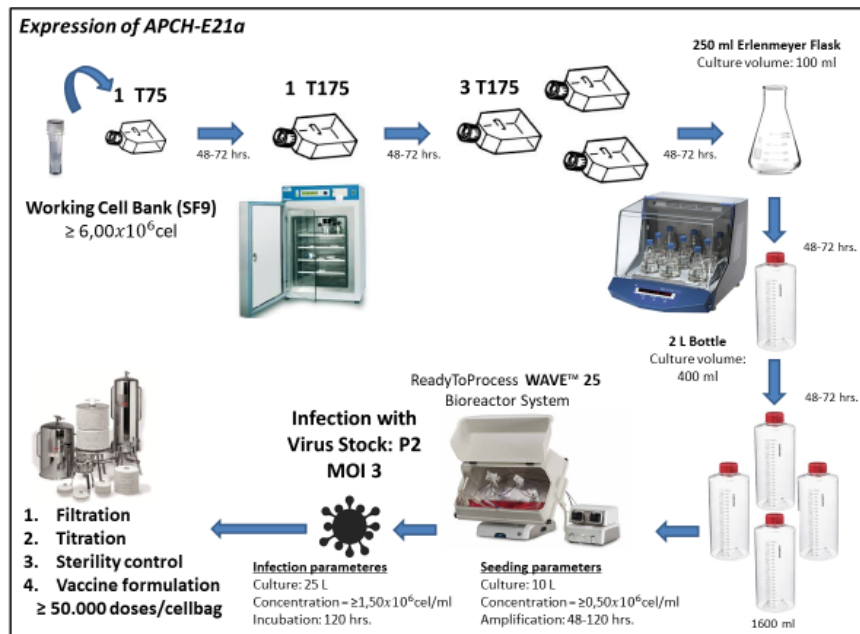 Expression of APCH-E21a
1 T75
1 T175
3 T175
250 ml Erlenmeyer Flask
Culture volume: 100 ml
48-72 hrs.
48-72 hrs.
48-72 hrs.
Working Cell Bank (SF9)
≥ 6,00x10⁶cel
48-72 hrs.
2 L Bottle
Culture volume:
400 ml
48-72 hrs.
ReadyToProcess WAVE™ 25
Bioreactor System
Infection with
Virus Stock: P2
MOI 3
1. Filtration
2. Titration
3. Sterility control
4. Vaccine formulation
≥ 50.000 doses/cellbag
Infection parameteres
Culture: 25 L
Concentration = ≥1,50x10⁶cel/ml
Incubation: 120 hrs.
Seeding parameters
Culture: 10 L
Concentration = ≥0,50x10⁶cel/ml
Amplification: 48-120 hrs.
1600 ml